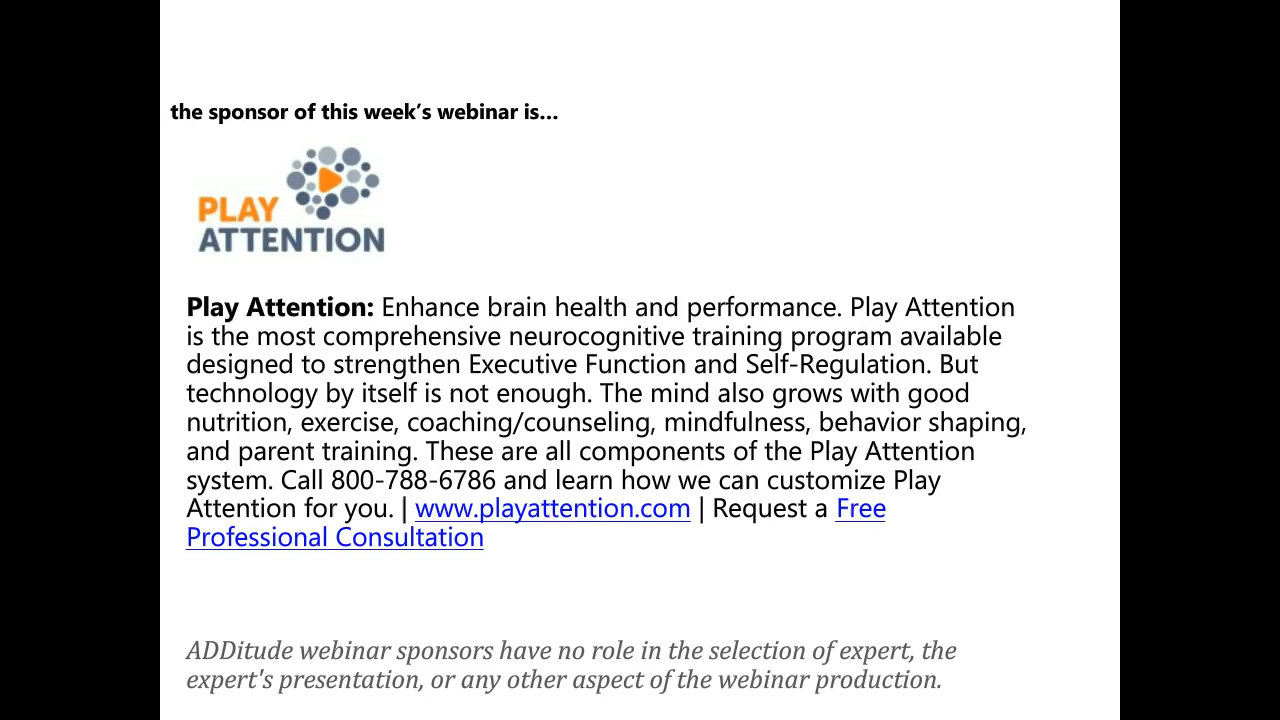 the sponsor of this week’s webinar is…
PLAY
ATTENTION
Play Attention: Enhance brain health and performance. Play Attention
is the most comprehensive neurocognitive training program available
designed to strengthen Executive Function and Self-Regulation. But
technology by itself is not enough. The mind also grows with good
nutrition, exercise, coaching/counseling, mindfulness, behavior shaping,
and parent training. These are all components of the Play Attention
system. Call 800-788-6786 and learn how we can customize Play
Attention for you. | www.playattention.com | Request a Free
Professional Consultation
ADDitude webinar sponsors have no role in the selection of expert, the
expert's presentation, or any other aspect of the webinar production.